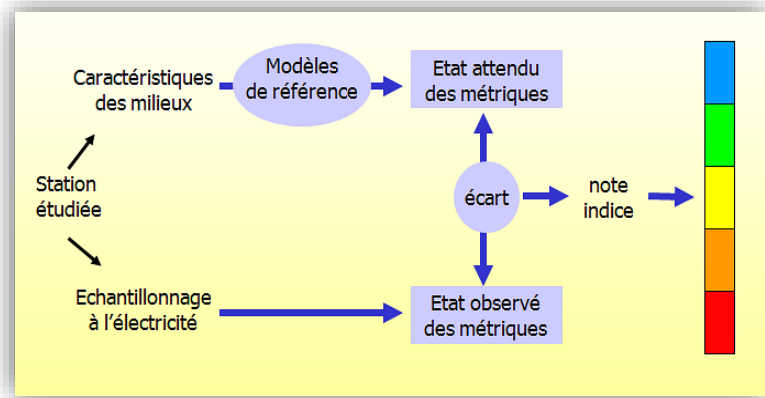 Caractéristiques
des milieux
Modèles
de référence
Etat attendu
des métriques
Station
étudiée
écart
note
indice
Echantillonnage
à l'électricité
Etat observé
des métriques